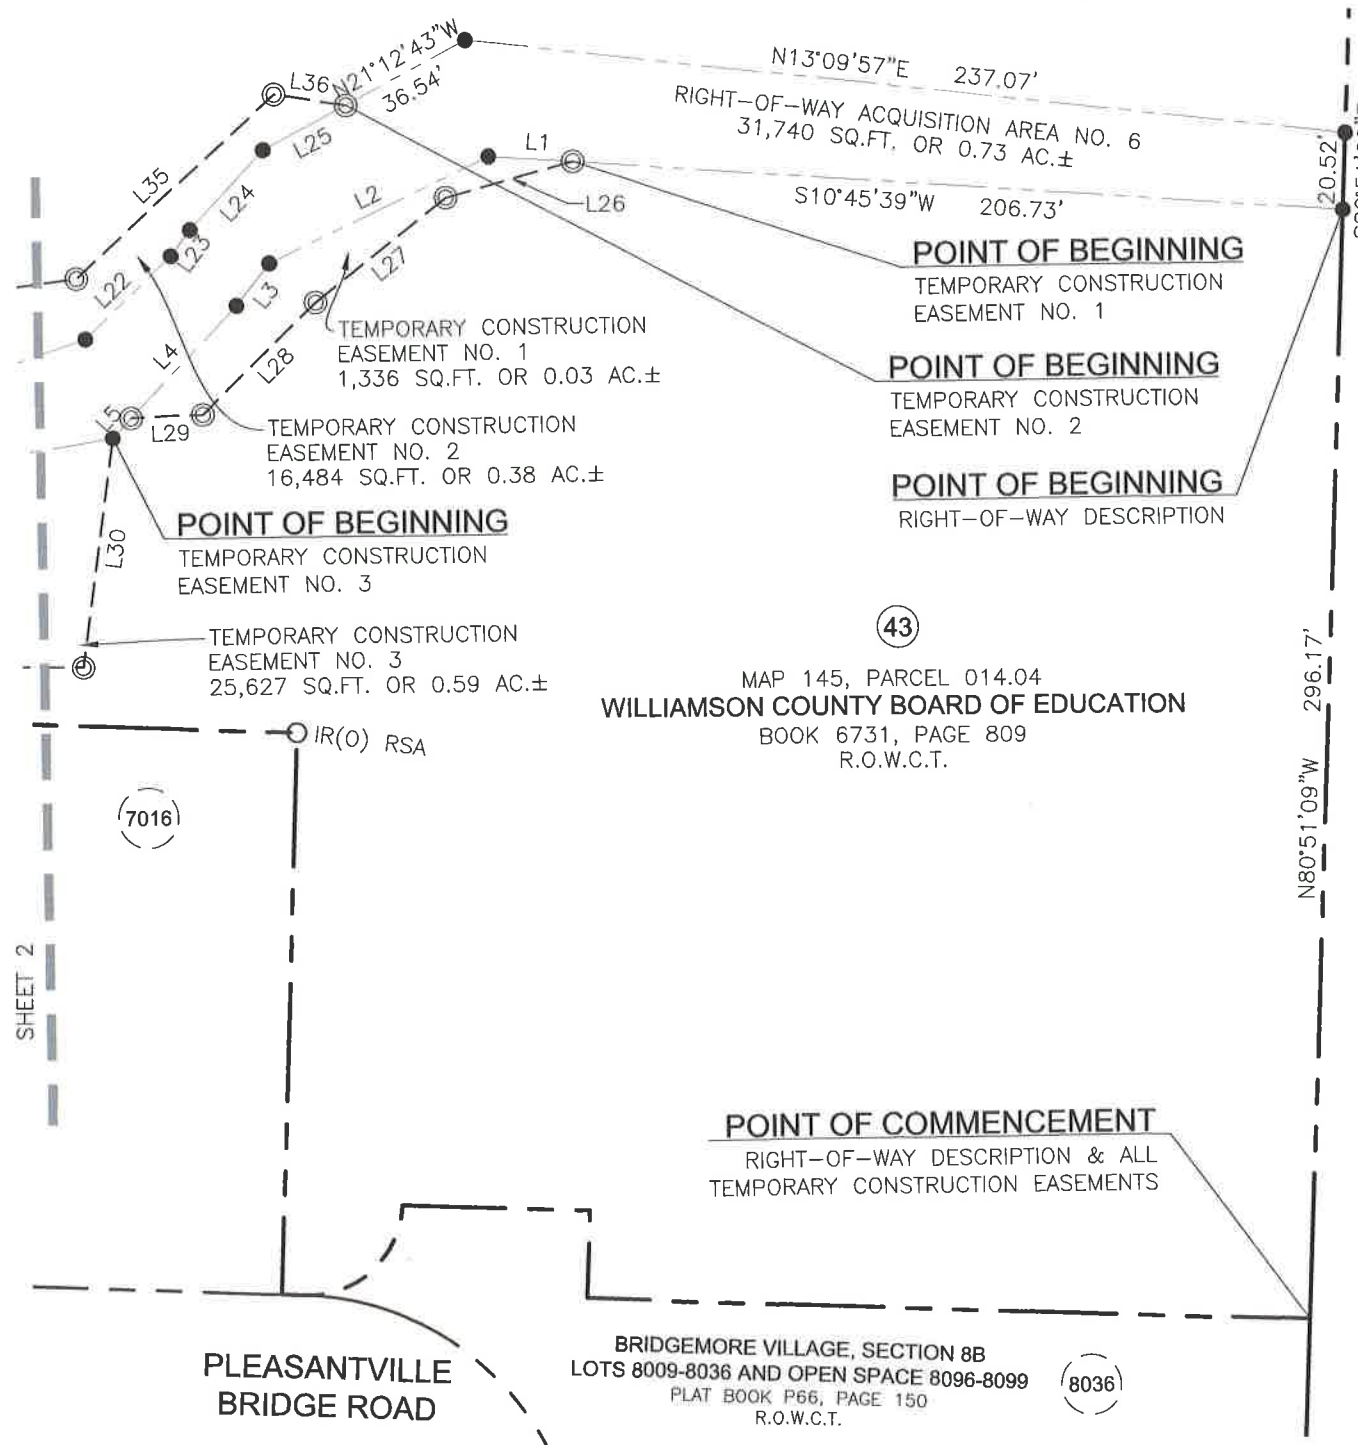 N21°12'43"W
36.54'
N13°09'57"E 237.07'
RIGHT-OF-WAY ACQUISITION AREA NO. 6
31,740 SQ.FT. OR 0.73 AC.±
20.52'
S10°45'39"W 206.73'
L36
L25
L35
L24
L1
L2
L26
L23
L22
L27
L3
L4
L28
L5
L29
L30
POINT OF BEGINNING
TEMPORARY CONSTRUCTION
EASEMENT NO. 1
TEMPORARY CONSTRUCTION
EASEMENT NO. 1
1,336 SQ.FT. OR 0.03 AC.±
POINT OF BEGINNING
TEMPORARY CONSTRUCTION
EASEMENT NO. 2
TEMPORARY CONSTRUCTION
EASEMENT NO. 2
16,484 SQ.FT. OR 0.38 AC.±
POINT OF BEGINNING
RIGHT-OF-WAY DESCRIPTION
POINT OF BEGINNING
TEMPORARY CONSTRUCTION
EASEMENT NO. 3
TEMPORARY CONSTRUCTION
EASEMENT NO. 3
25,627 SQ.FT. OR 0.59 AC.±
43
MAP 145, PARCEL 014.04
WILLIAMSON COUNTY BOARD OF EDUCATION
BOOK 6731, PAGE 809
R.O.W.C.T.
IR(O) RSA
7016
N80°51'09"W 296.17'
SHEET 2
POINT OF COMMENCEMENT
RIGHT-OF-WAY DESCRIPTION & ALL
TEMPORARY CONSTRUCTION EASEMENTS
PLEASANTVILLE
BRIDGE ROAD
BRIDGEMORE VILLAGE, SECTION 8B
LOTS 8009-8036 AND OPEN SPACE 8096-8099
PLAT BOOK P66, PAGE 150
R.O.W.C.T.
8036